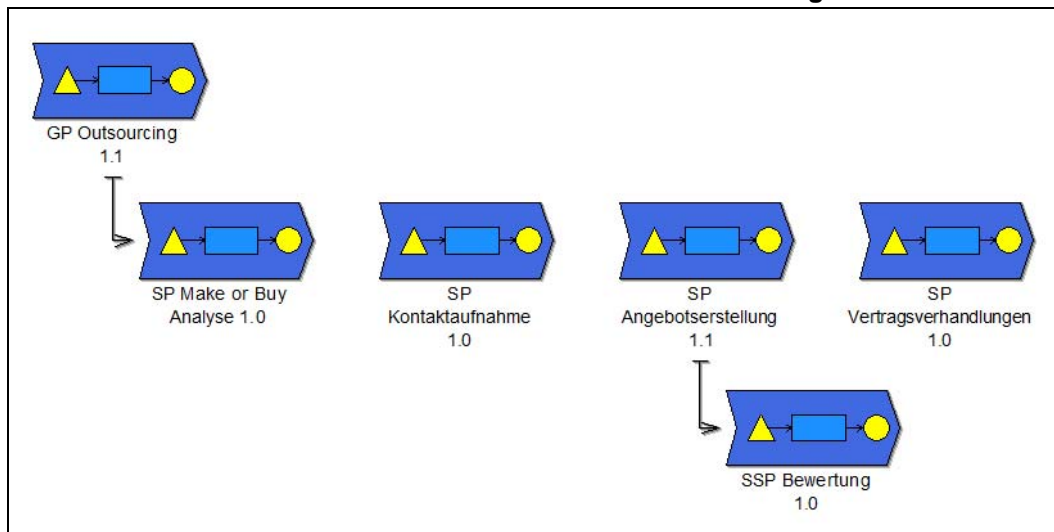 GP Outsourcing
1.1
SP Make or Buy
Analyse 1.0
SP
Kontaktaufnahme
1.0
SP
Angebotserstellung
1.1
SP
Vertragsverhandlungen
1.0
SSP Bewertung
1.0